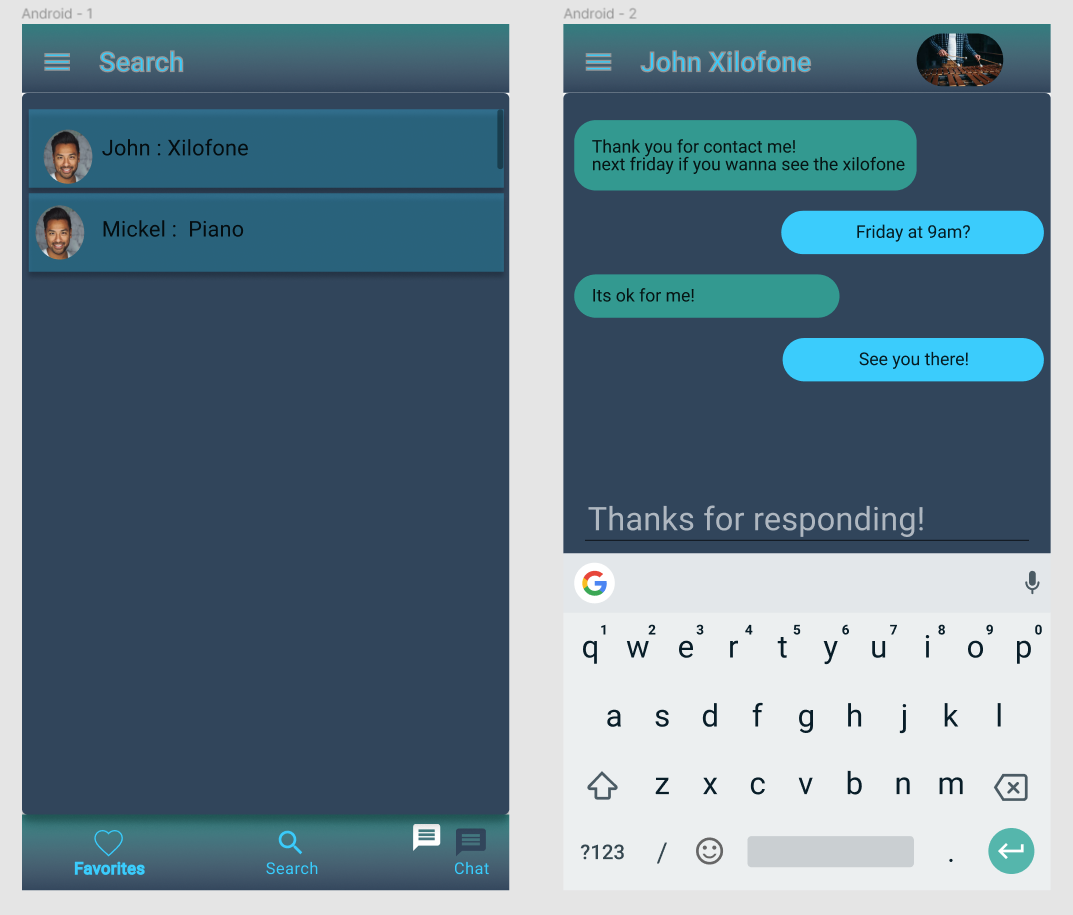 Android - 1
Search
John : Xilofone
Mickel : Piano
Favorites
Search
Chat
Android - 2
John Xilofone
Thank you for contact me!
next friday if you wanna see the xilofone
Friday at 9am?
Its ok for me!
See you there!
Thanks for responding!
G
1 2 3 4 5 6 7 8 9 0
q w e r t y u i o p
a s d f g h j k l
z x c v b n m
?123 / .